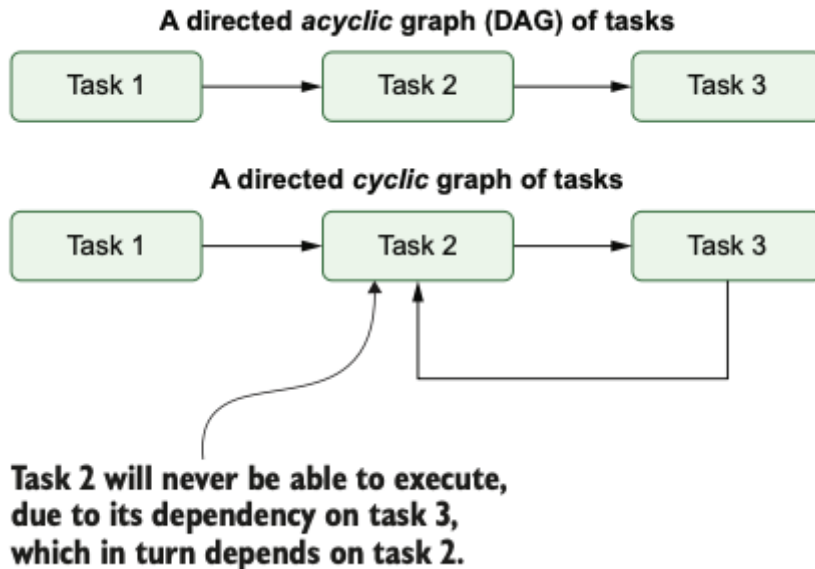 A directed acyclic graph (DAG) of tasks
Task 1
Task 2
Task 3
A directed cyclic graph of tasks
Task 1
Task 2
Task 3
Task 2 will never be able to execute,
due to its dependency on task 3,
which in turn depends on task 2.